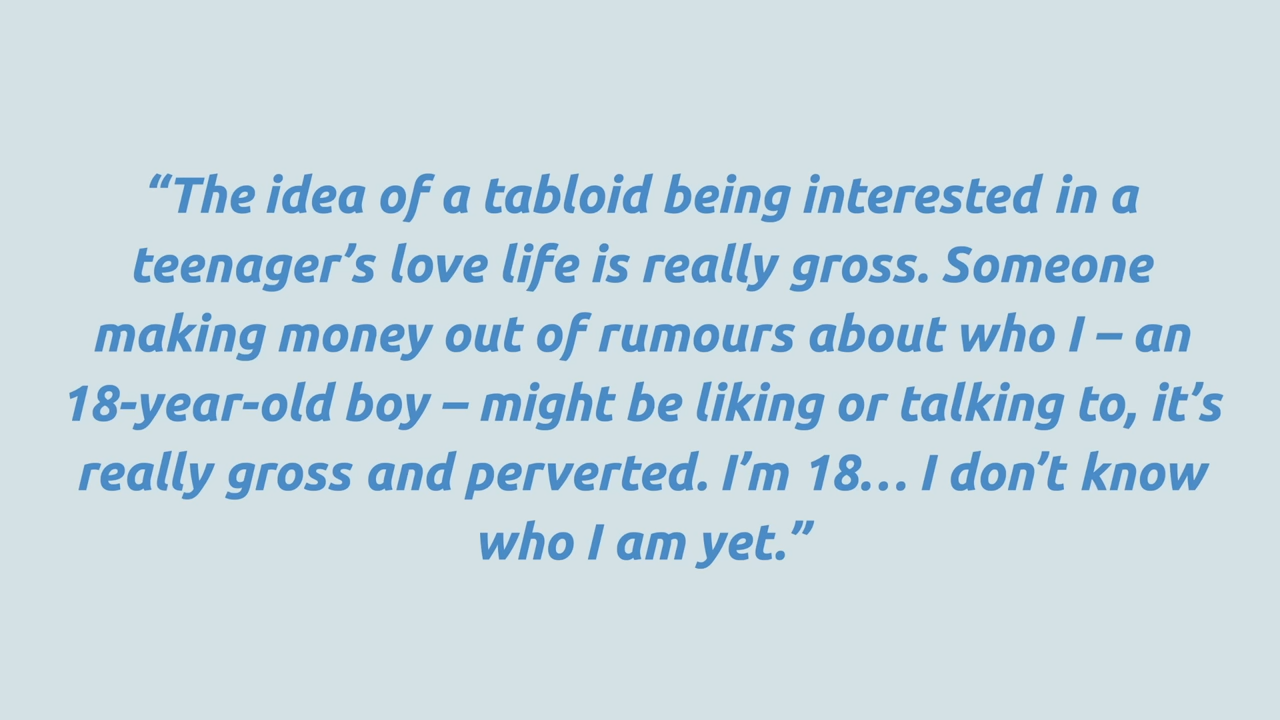 “The idea of a tabloid being interested in a
teenager’s love life is really gross. Someone
making money out of rumours about who I – an
18-year-old boy – might be liking or talking to, it’s
really gross and perverted. I’m 18… I don’t know
who I am yet.”